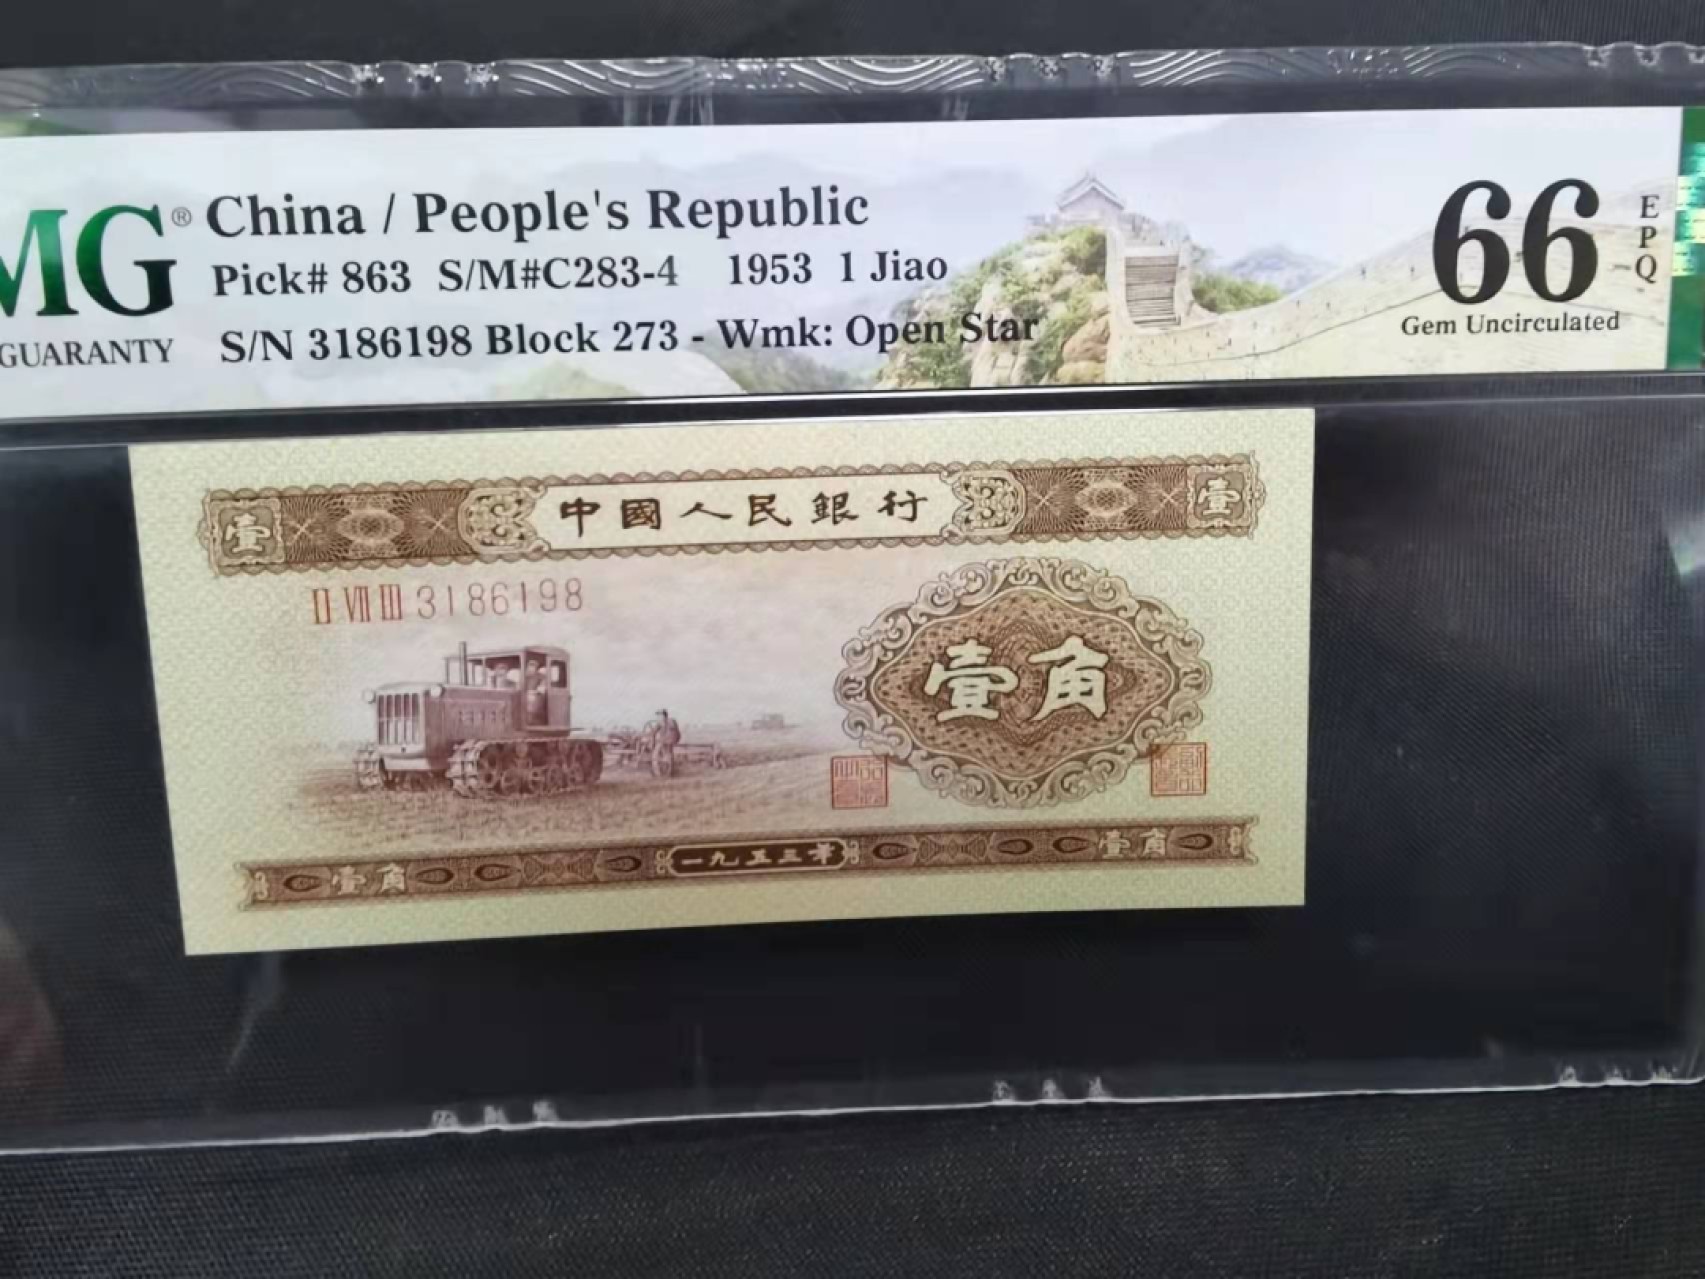 MG® China / People's Republic
Pick# 863 S/M#C283-4 1953 1 Jiao
GUARANTY S/N 3186198 Block 273 - Wmk: Open Star
66 EPQ
Gem Uncirculated
壹 中國人民銀行 壹
II VII III 3186198
壹角
壹角 一九五三年 壹角